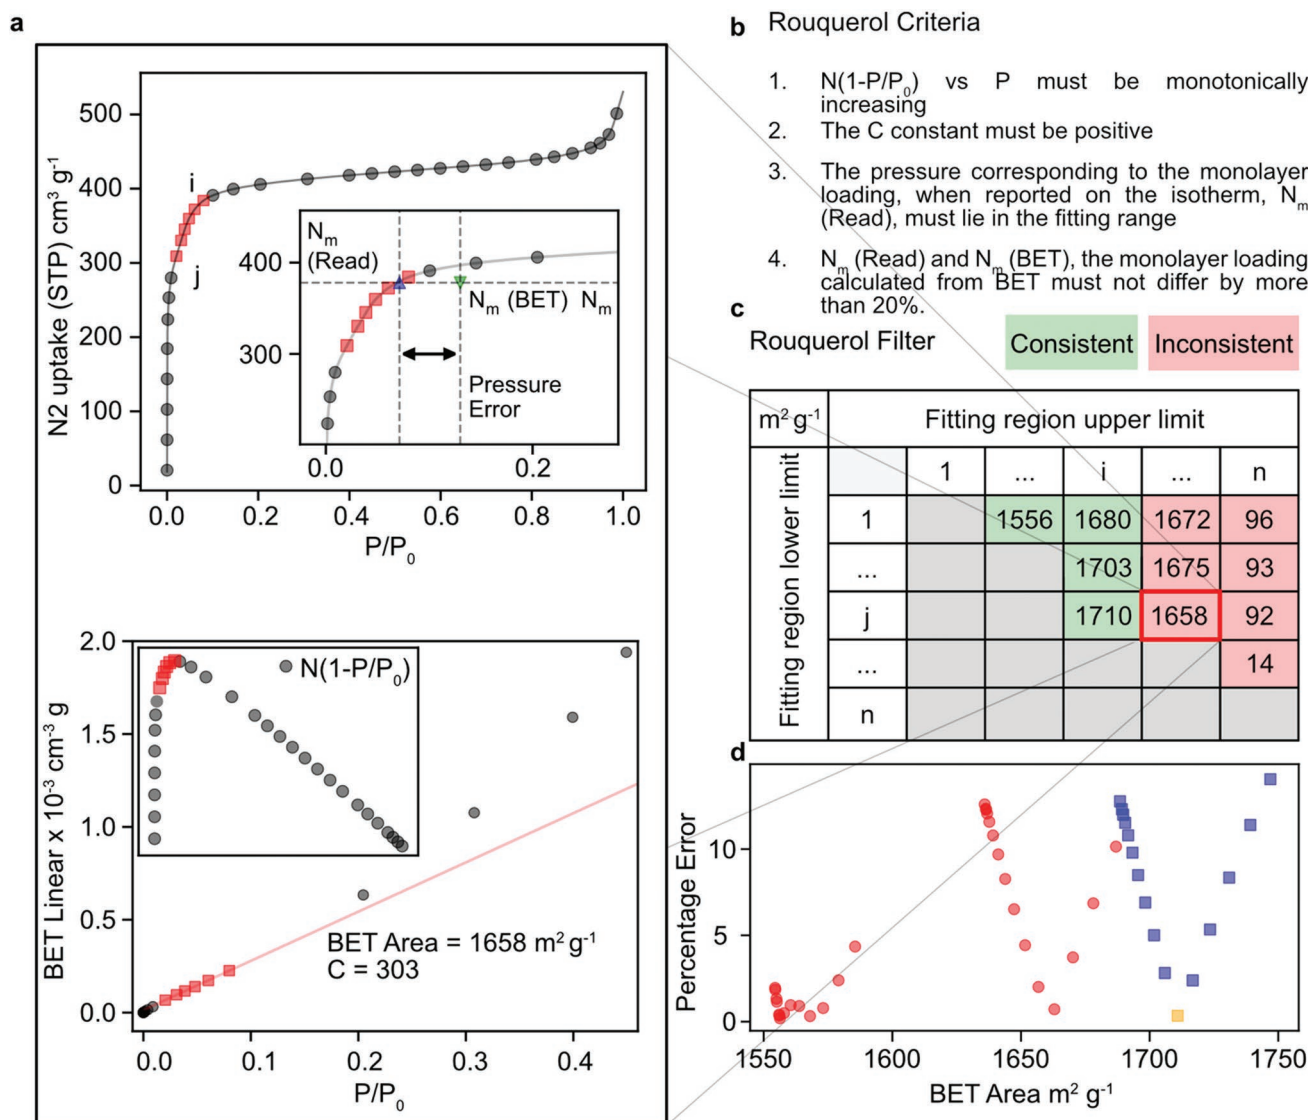 a
N2 uptake (STP) cm³ g⁻¹
500
400
300
200
100
0
i
j
N_m
(Read)
400
300
N_m (BET) N_m
Pressure
Error
0.0 0.2
0.0 0.2 0.4 0.6 0.8 1.0
P/P₀
BET Linear x 10⁻³ cm⁻³ g
2.0
1.5
1.0
0.5
0.0
N(1-P/P₀)
BET Area = 1658 m² g⁻¹
C = 303
0.0 0.1 0.2 0.3 0.4
P/P₀
b Rouquerol Criteria
1. N(1-P/P₀) vs P must be monotonically
increasing
2. The C constant must be positive
3. The pressure corresponding to the monolayer
loading, when reported on the isotherm, N_m
(Read), must lie in the fitting range
4. N_m (Read) and N_m (BET), the monolayer loading
calculated from BET must not differ by more
than 20%.
c
Rouquerol Filter Consistent Inconsistent
m² g⁻¹ Fitting region upper limit
Fitting region lower limit
1 ... i ... n
1 1556 1680 1672 96
... 1703 1675 93
j 1710 1658 92
... 14
n
d
Percentage Error
10
5
0
1550 1600 1650 1700 1750
BET Area m² g⁻¹